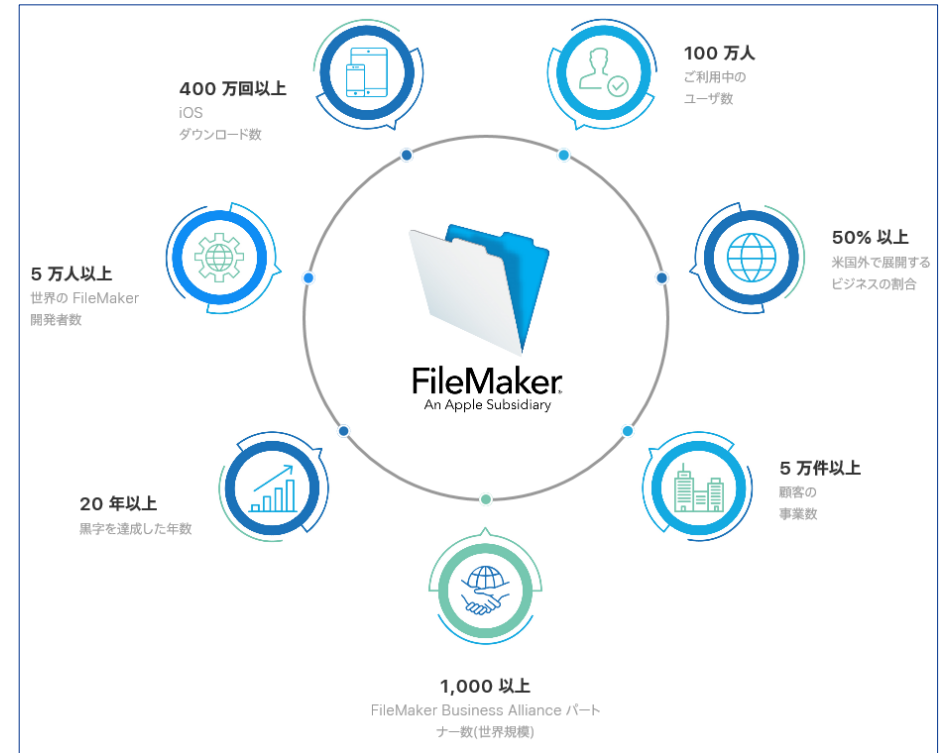 100 万人
ご利用中の
ユーザ数
400 万回以上
iOS
ダウンロード数
50% 以上
米国外で展開する
ビジネスの割合
5 万人以上
世界の FileMaker
開発者数
FileMaker
An Apple Subsidiary
5 万件以上
顧客の
事業数
20 年以上
黒字を達成した年数
1,000 以上
FileMaker Business Alliance パート
ナー数(世界規模)